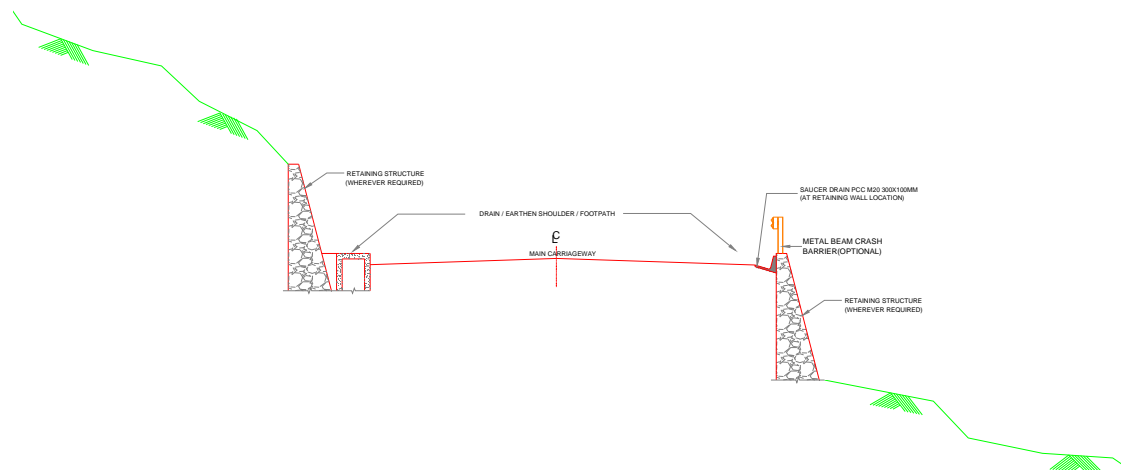 RETAINING STRUCTURE
(WHEREVER REQUIRED)
SAUCER DRAIN PCC M20 300X100MM
(AT RETAINING WALL LOCATION)
DRAIN / EARTHEN SHOULDER / FOOTPATH
℄
MAIN CARRIAGEWAY
METAL BEAM CRASH
BARRIER(OPTIONAL)
RETAINING STRUCTURE
(WHEREVER REQUIRED)